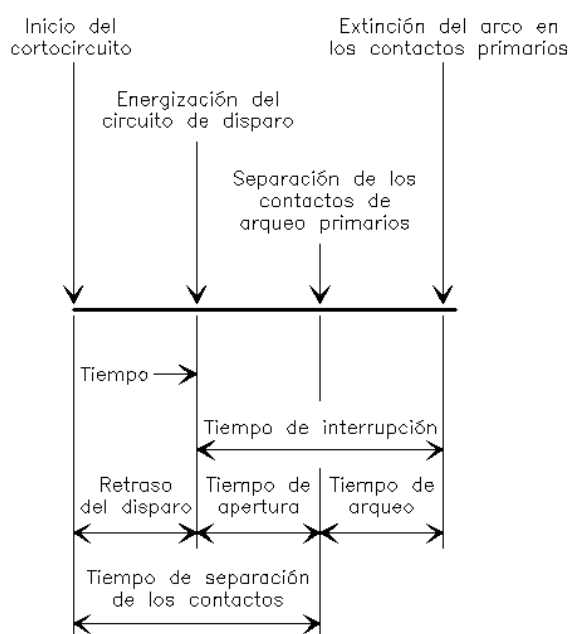 Inicio del
cortocircuito
Extinción del arco en
los contactos primarios
Energización del
circuito de disparo
Separación de los
contactos de
arqueo primarios
Tiempo
Tiempo de interrupción
Retraso
del disparo
Tiempo de
apertura
Tiempo de
arqueo
Tiempo de separación
de los contactos